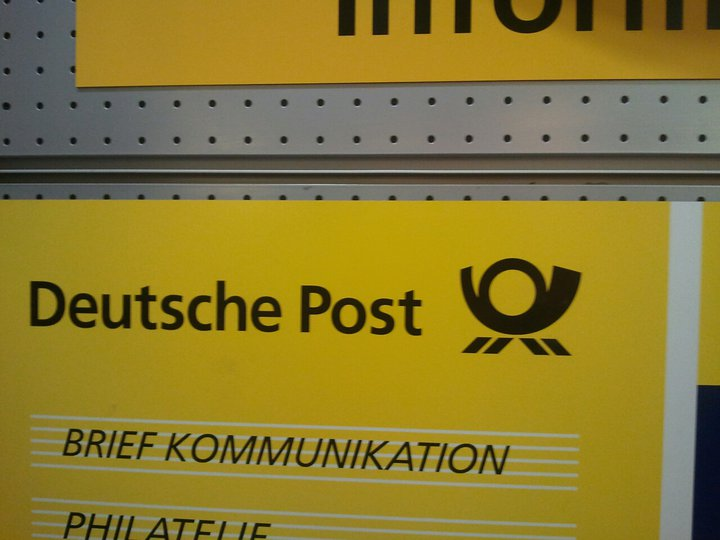 Deutsche Post
BRIEF KOMMUNIKATION
PHILATELIE